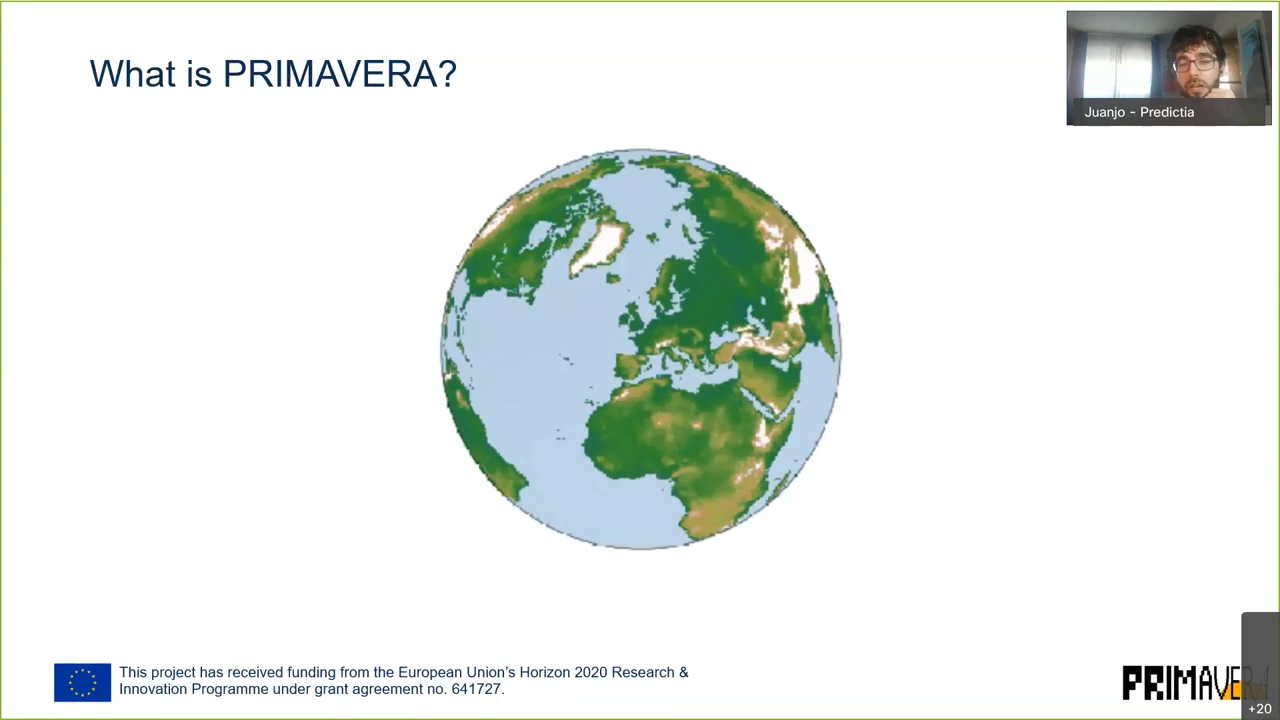 What is PRIMAVERA?
Juanjo - Predictia
This project has received funding from the European Union's Horizon 2020 Research &
Innovation Programme under grant agreement no. 641727.
+20